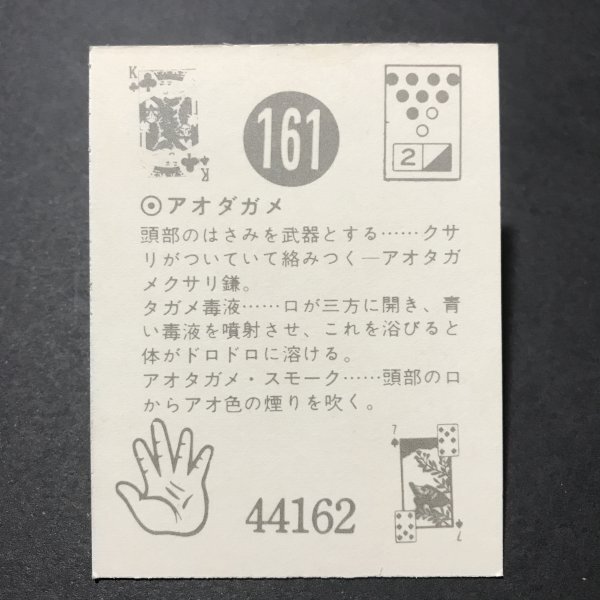 K
161
2
K
⦿アオダガメ
頭部のはさみを武器とする……クサ
リがついていて絡みつく―アオタガ
メクサリ鎌。
タガメ毒液……口が三方に開き、青
い毒液を噴射させ、これを浴びると
体がドロドロに溶ける。
アオタガメ・スモーク……頭部の口
からアオ色の煙りを吹く。
7
44162
7